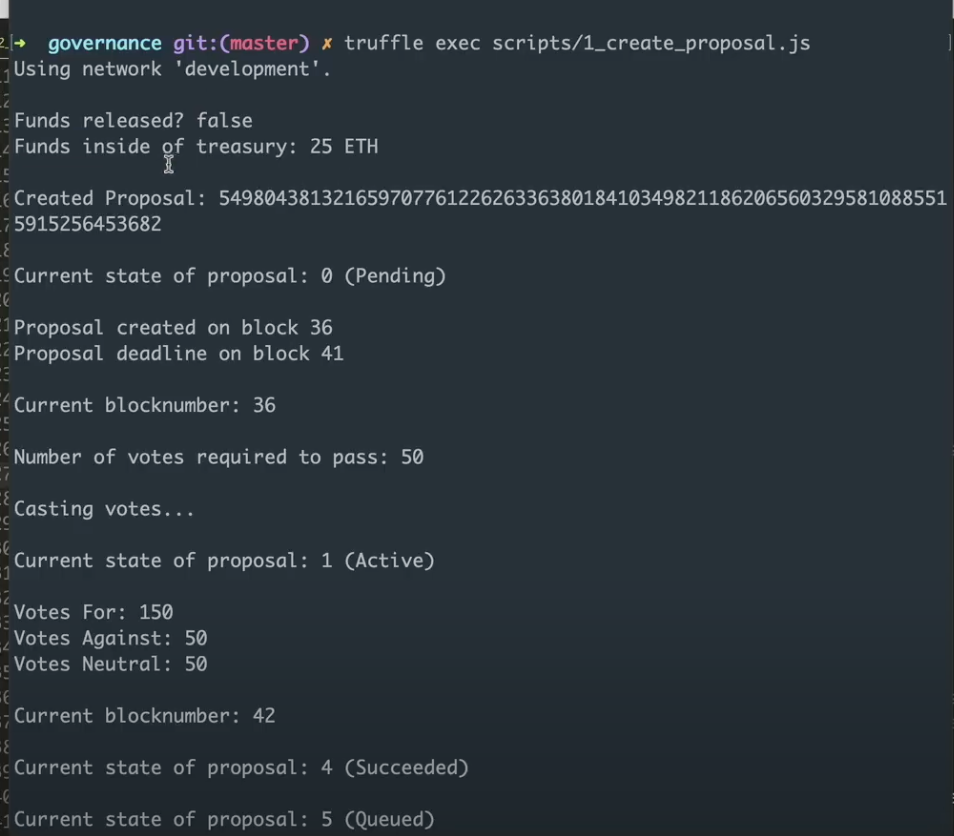 ➜ governance git:(master) ✗ truffle exec scripts/1_create_proposal.js
Using network 'development'.
Funds released? false
Funds inside of treasury: 25 ETH
Created Proposal: 5498043813216597077612262633638018410349821186206560329581088551
5915256453682
Current state of proposal: 0 (Pending)
Proposal created on block 36
Proposal deadline on block 41
Current blocknumber: 36
Number of votes required to pass: 50
Casting votes...
Current state of proposal: 1 (Active)
Votes For: 150
Votes Against: 50
Votes Neutral: 50
Current blocknumber: 42
Current state of proposal: 4 (Succeeded)
Current state of proposal: 5 (Queued)